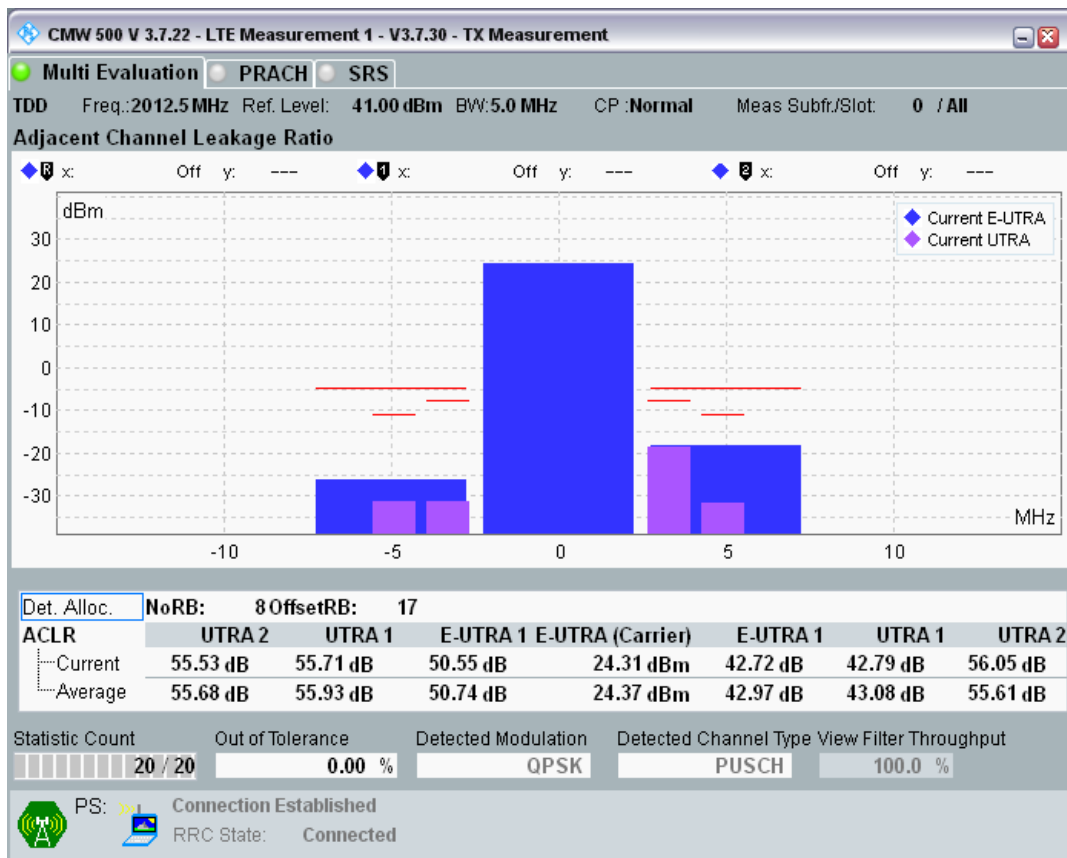 CMW 500 V 3.7.22 - LTE Measurement 1 - V3.7.30 - TX Measurement
Multi Evaluation PRACH SRS
TDD Freq.:2012.5 MHz Ref. Level: 41.00 dBm BW:5.0 MHz CP :Normal Meas Subfr./Slot: 0 / All
Adjacent Channel Leakage Ratio
R x: Off y: --- 1 x: Off y: --- 2 x: Off y: ---
dBm
Current E-UTRA
Current UTRA
30
20
10
0
-10
-20
-30
MHz
-10 -5 0 5 10
Det. Alloc. NoRB: 8 OffsetRB: 17
ACLR UTRA 2 UTRA 1 E-UTRA 1 E-UTRA (Carrier) E-UTRA 1 UTRA 1 UTRA 2
Current 55.53 dB 55.71 dB 50.55 dB 24.31 dBm 42.72 dB 42.79 dB 56.05 dB
Average 55.68 dB 55.93 dB 50.74 dB 24.37 dBm 42.97 dB 43.08 dB 55.61 dB
Statistic Count Out of Tolerance Detected Modulation Detected Channel Type View Filter Throughput
20 / 20 0.00 % QPSK PUSCH 100.0 %
PS: Connection Established
RRC State: Connected